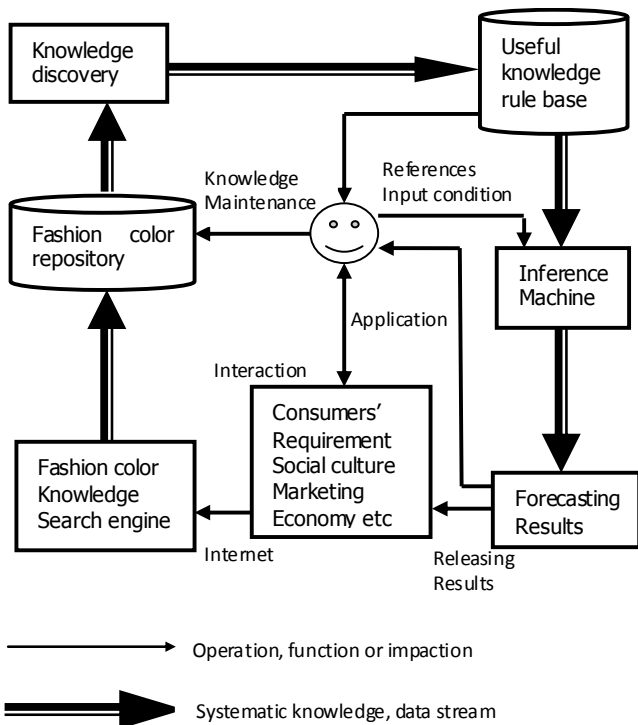 Knowledge
discovery
Useful
knowledge
rule base
References
Input condition
Knowledge
Maintenance
Fashion color
repository
Inference
Machine
Application
Interaction
Consumers’
Requirement
Social culture
Marketing
Economy etc
Fashion color
Knowledge
Search engine
Forecasting
Results
Internet
Releasing
Results
Operation, function or impaction
Systematic knowledge, data stream